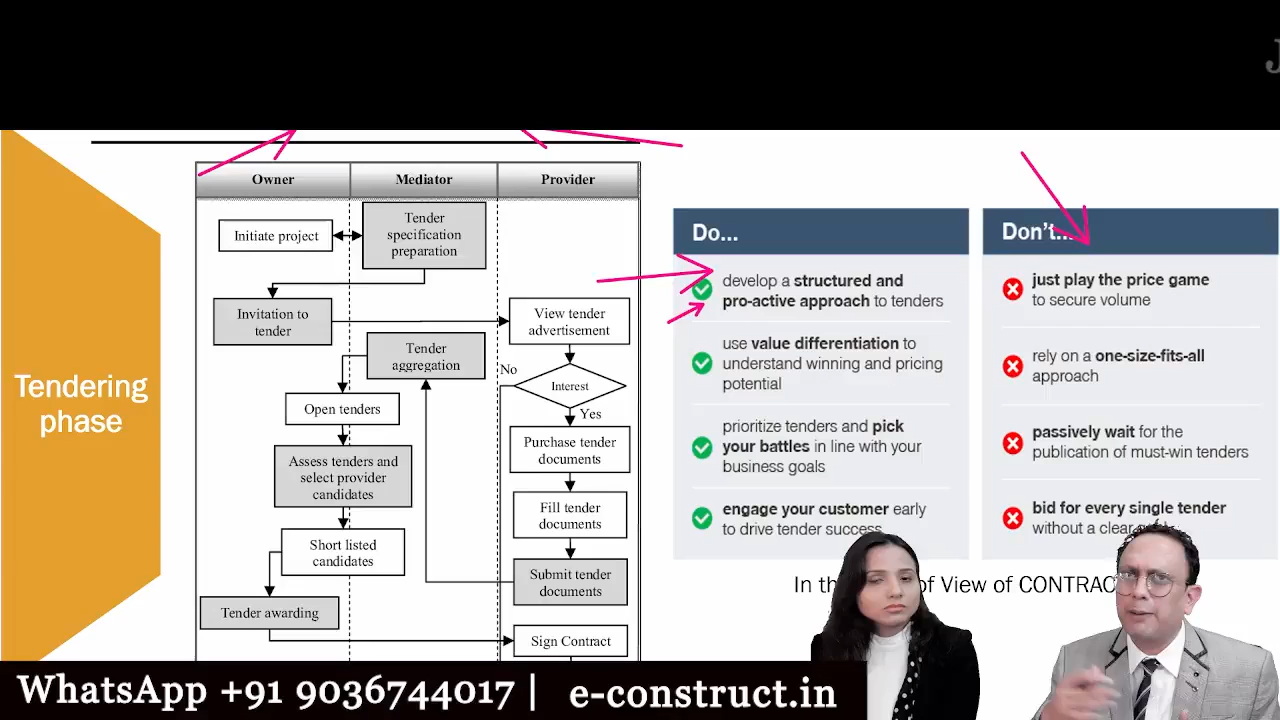 J
Tendering
phase
Owner
Mediator
Provider
Initiate project
Tender
specification
preparation
Invitation to
tender
View tender
advertisement
Tender
aggregation
No
Interest
Yes
Open tenders
Purchase tender
documents
Assess tenders and
select provider
candidates
Fill tender
documents
Short listed
candidates
Submit tender
documents
Tender awarding
Sign Contract
Do...
develop a structured and
pro-active approach to tenders
use value differentiation to
understand winning and pricing
potential
prioritize tenders and pick
your battles in line with your
business goals
engage your customer early
to drive tender success
Don't...
just play the price game
to secure volume
rely on a one-size-fits-all
approach
passively wait for the
publication of must-win tenders
bid for every single tender
without a clear
In the of View of CONTRAC
WhatsApp +91 9036744017 | e-construct.in